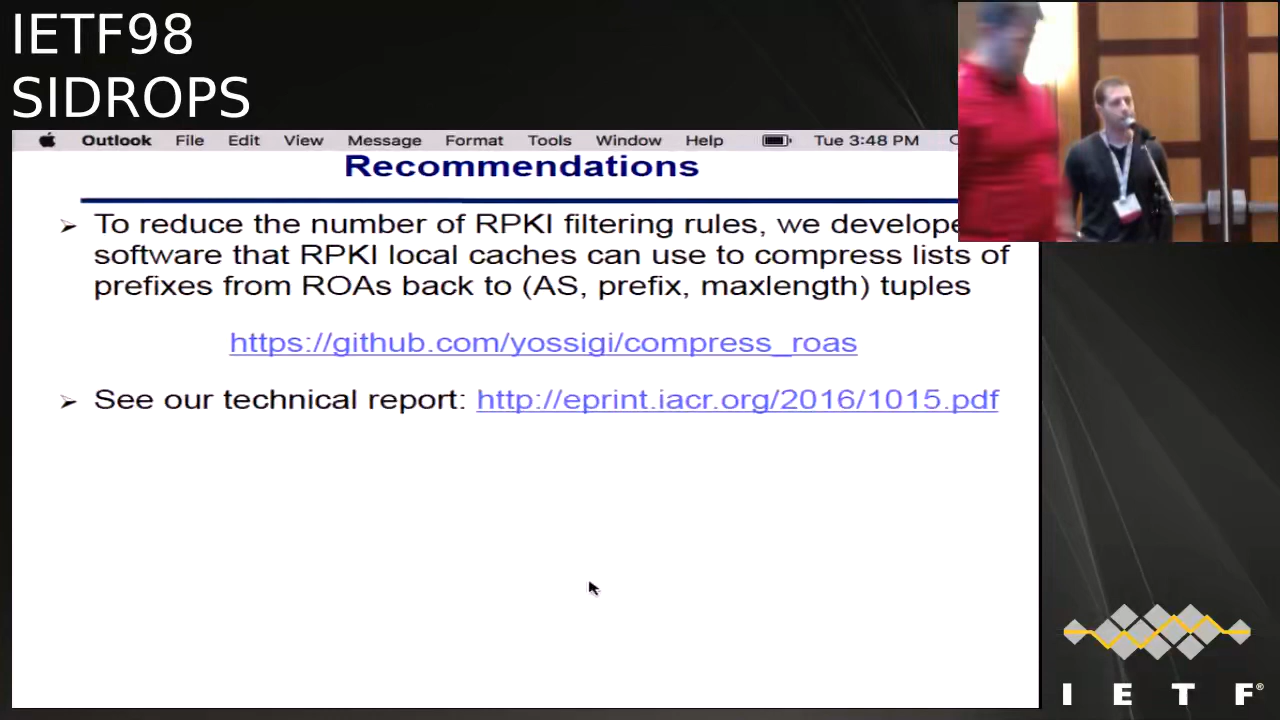 IETF98
SIDROPS
Outlook File Edit View Message Format Tools Window Help Tue 3:48 PM
Recommendations
➢ To reduce the number of RPKI filtering rules, we develope
software that RPKI local caches can use to compress lists of
prefixes from ROAs back to (AS, prefix, maxlength) tuples
https://github.com/yossigi/compress_roas
➢ See our technical report: http://eprint.iacr.org/2016/1015.pdf
I E T F®